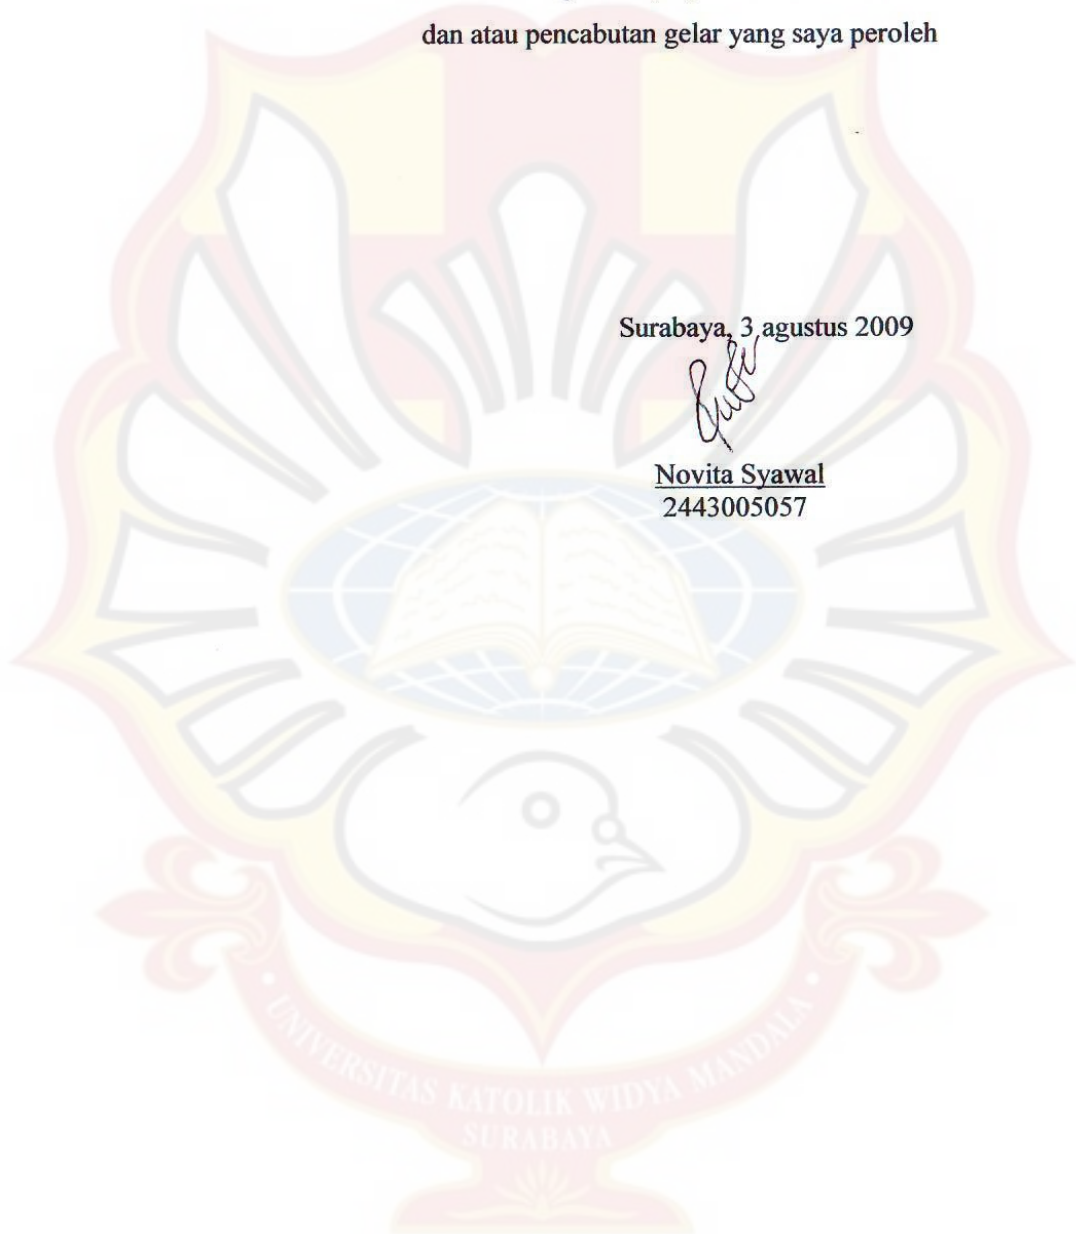 dan atau pencabutan gelar yang saya peroleh
Surabaya, 3 agustus 2009
Novita Syawal
2443005057
• UNIVERSITAS KATOLIK WIDYA MANDALA •
SURABAYA